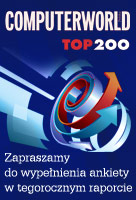 COMPUTERWORLD
TOP200
Zapraszamy
do wypełnienia ankiety
w tegorocznym raporcie